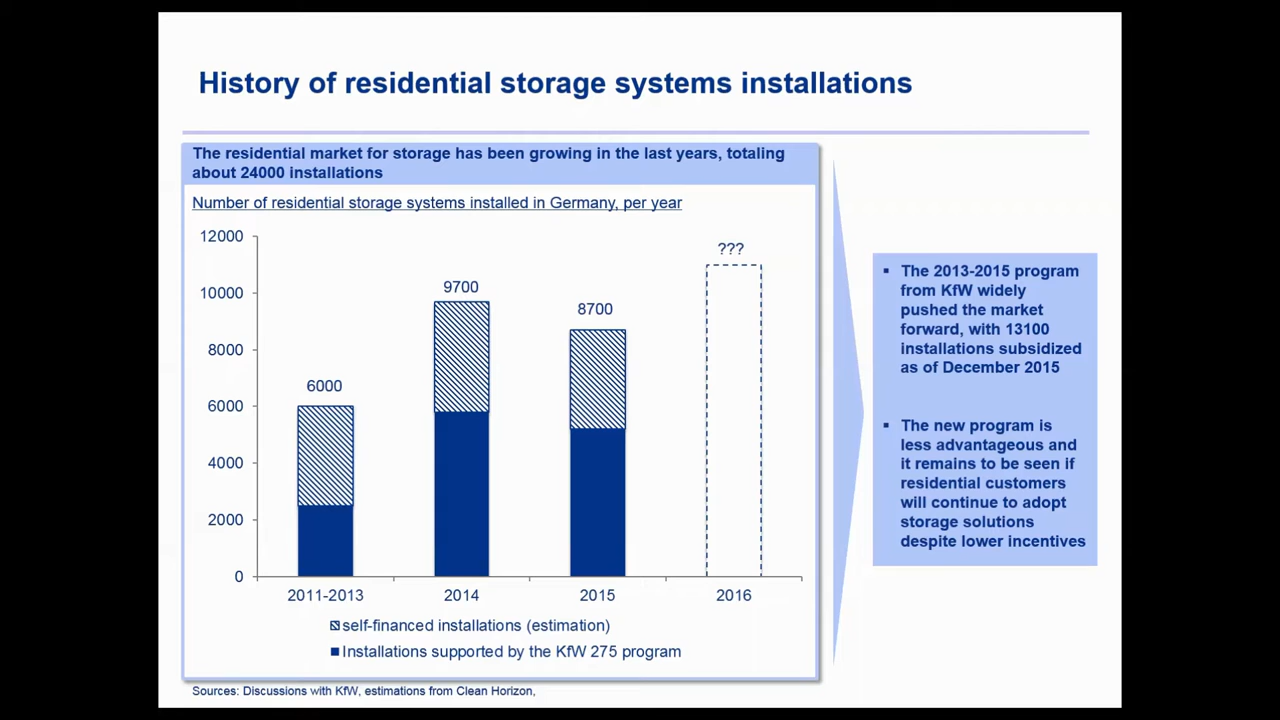 History of residential storage systems installations
The residential market for storage has been growing in the last years, totaling
about 24000 installations
Number of residential storage systems installed in Germany, per year
12000
10000
8000
6000
4000
2000
0
6000
9700
8700
???
2011-2013
2014
2015
2016
self-financed installations (estimation)
Installations supported by the KfW 275 program
▪ The 2013-2015 program
from KfW widely
pushed the market
forward, with 13100
installations subsidized
as of December 2015
▪ The new program is
less advantageous and
it remains to be seen if
residential customers
will continue to adopt
storage solutions
despite lower incentives
Sources: Discussions with KfW, estimations from Clean Horizon,